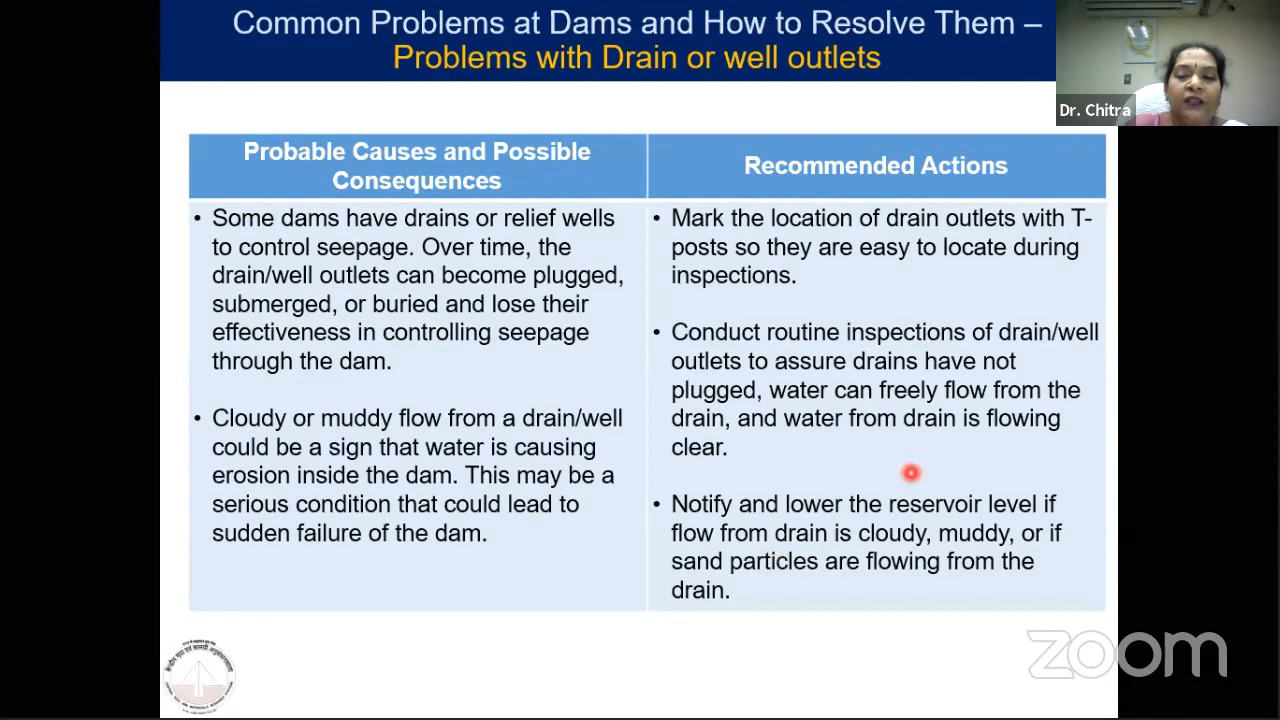 Common Problems at Dams and How to Resolve Them –
Problems with Drain or well outlets
Dr. Chitra
Probable Causes and Possible
Consequences
Recommended Actions
• Some dams have drains or relief wells
to control seepage. Over time, the
drain/well outlets can become plugged,
submerged, or buried and lose their
effectiveness in controlling seepage
through the dam.
• Cloudy or muddy flow from a drain/well
could be a sign that water is causing
erosion inside the dam. This may be a
serious condition that could lead to
sudden failure of the dam.
• Mark the location of drain outlets with T-
posts so they are easy to locate during
inspections.
• Conduct routine inspections of drain/well
outlets to assure drains have not
plugged, water can freely flow from the
drain, and water from drain is flowing
clear.
• Notify and lower the reservoir level if
flow from drain is cloudy, muddy, or if
sand particles are flowing from the
drain.
zoom